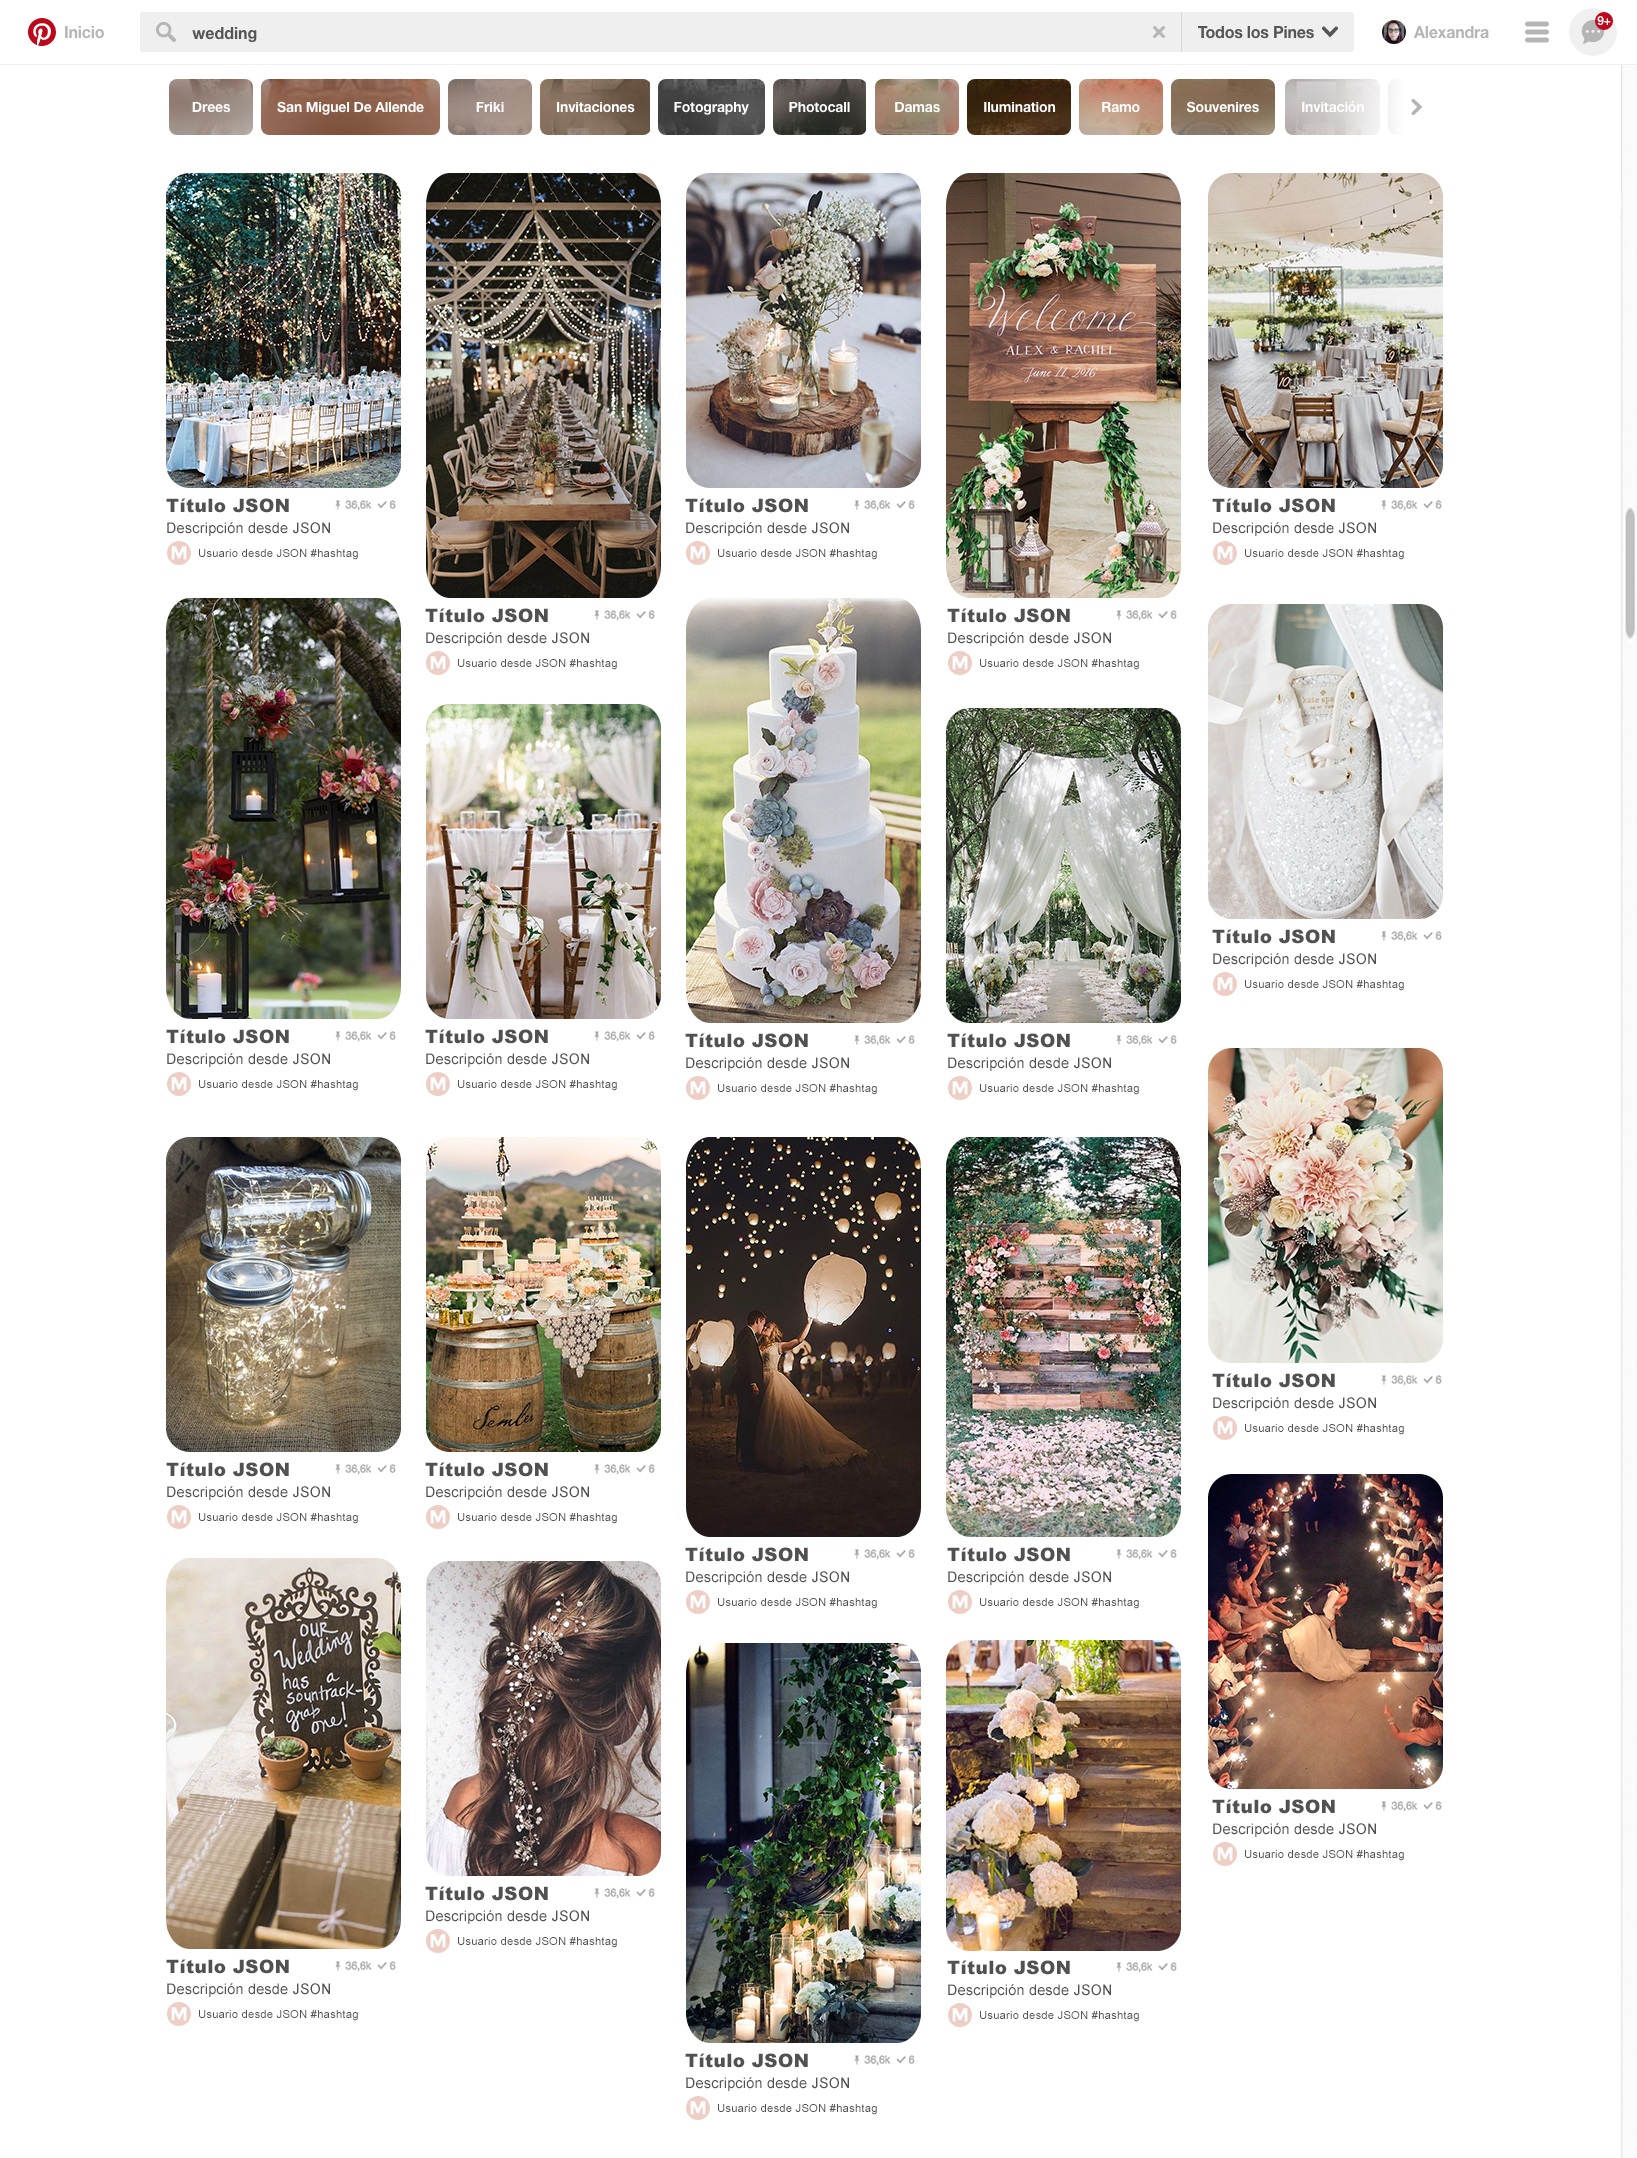 Inicio
wedding
Todos los Pines
Alexandra
9+
Drees
San Miguel De Allende
Friki
Invitaciones
Fotography
Photocall
Damas
Ilumination
Ramo
Souvenires
Invitación
Título JSON 36,6k 6
Descripción desde JSON
M Usuario desde JSON #hashtag
Título JSON 36,6k 6
Descripción desde JSON
M Usuario desde JSON #hashtag
Título JSON 36,6k 6
Descripción desde JSON
M Usuario desde JSON #hashtag
Welcome
ALEX & RACHEL
June 11, 2016
Título JSON 36,6k 6
Descripción desde JSON
M Usuario desde JSON #hashtag
10
9
Título JSON 36,6k 6
Descripción desde JSON
M Usuario desde JSON #hashtag
Título JSON 36,6k 6
Descripción desde JSON
M Usuario desde JSON #hashtag
Título JSON 36,6k 6
Descripción desde JSON
M Usuario desde JSON #hashtag
Título JSON 36,6k 6
Descripción desde JSON
M Usuario desde JSON #hashtag
Título JSON 36,6k 6
Descripción desde JSON
M Usuario desde JSON #hashtag
kate spade
Título JSON 36,6k 6
Descripción desde JSON
M Usuario desde JSON #hashtag
Título JSON 36,6k 6
Descripción desde JSON
M Usuario desde JSON #hashtag
Semler
Título JSON 36,6k 6
Descripción desde JSON
M Usuario desde JSON #hashtag
Título JSON 36,6k 6
Descripción desde JSON
M Usuario desde JSON #hashtag
Título JSON 36,6k 6
Descripción desde JSON
M Usuario desde JSON #hashtag
Título JSON 36,6k 6
Descripción desde JSON
M Usuario desde JSON #hashtag
our
Wedding
has a
sountrack-
grab
one!
Título JSON 36,6k 6
Descripción desde JSON
M Usuario desde JSON #hashtag
Título JSON 36,6k 6
Descripción desde JSON
M Usuario desde JSON #hashtag
Título JSON 36,6k 6
Descripción desde JSON
M Usuario desde JSON #hashtag
Título JSON 36,6k 6
Descripción desde JSON
M Usuario desde JSON #hashtag
Título JSON 36,6k 6
Descripción desde JSON
M Usuario desde JSON #hashtag